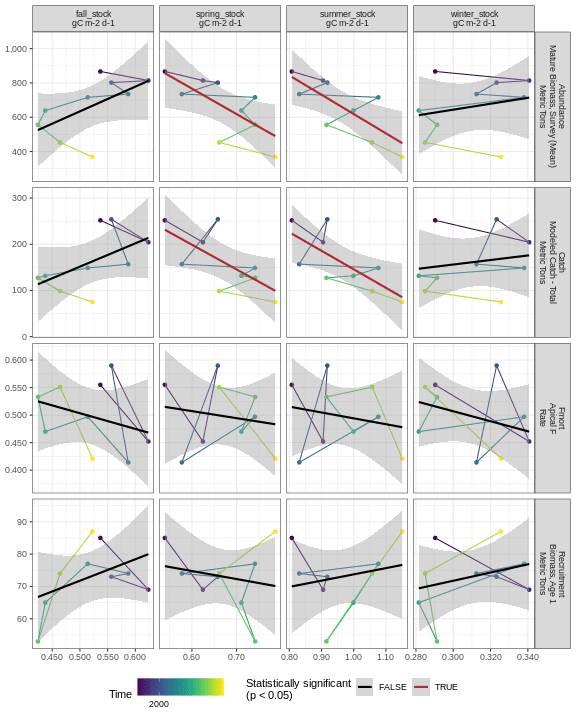 fall_stock
gC m-2 d-1
spring_stock
gC m-2 d-1
summer_stock
gC m-2 d-1
winter_stock
gC m-2 d-1
1,000
800
600
400
Abundance
Mature Biomass, Survey (Mean)
Metric Tons
300
200
100
0
Catch
Modeled Catch - Total
Metric Tons
0.600
0.550
0.500
0.450
0.400
Fmort
Apical F
Rate
90
80
70
60
Recruitment
Biomass, Age 1
Metric Tons
0.450 0.500 0.550 0.600
0.60 0.70
0.80 0.90 1.00 1.10
0.280 0.300 0.320 0.340
Time
2000
Statistically significant
(p < 0.05)
FALSE
TRUE